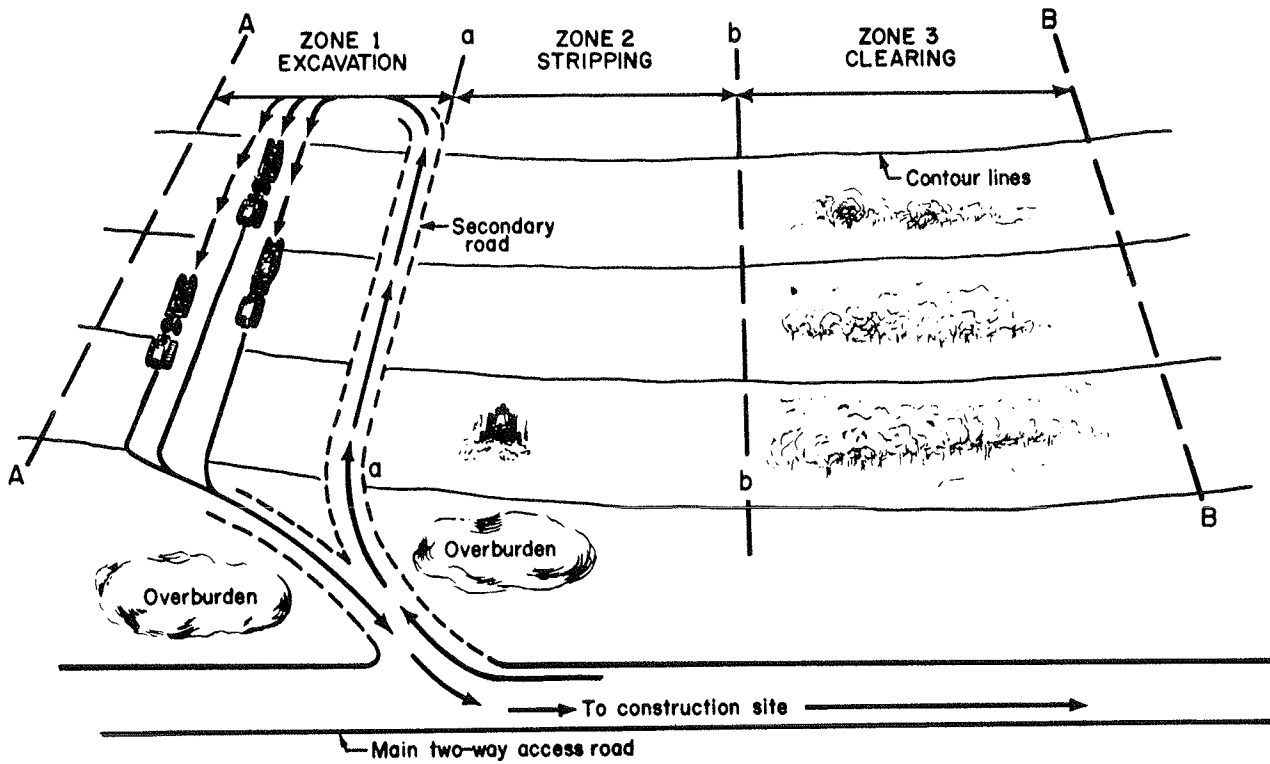 A
ZONE 1
EXCAVATION
a
ZONE 2
STRIPPING
b
ZONE 3
CLEARING
B
Contour lines
Secondary
road
A
a
b
B
Overburden
Overburden
To construction site
Main two-way access road